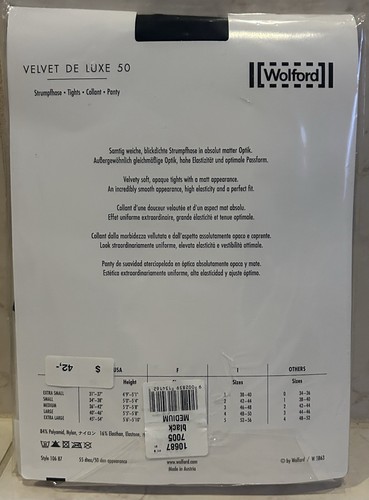 VELVET DE LUXE 50
Wolford
Strumpfhose • Tights • Collant • Panty
Samtig weiche, blickdichte Strumpfhose in absolut matter Optik.
Außergewöhnlich gleichmäßige Optik, hohe Elastizität und optimale Passform.
Velvety soft, opaque tights with a matt appearance.
An incredibly smooth appearance, high elasticity and a perfect fit.
Collant d'une douceur veloutée et d'un aspect mat absolu.
Effet uniforme extraordinaire, grande élasticité et tenue optimale.
Collant dalla morbidezza vellutata e dall'aspetto assolutamente opaco e coprente.
Look straordinariamente uniforme, elevata elasticità e vestibilità ottimale.
Panty de suavidad aterciopelada en óptica absolutamente opaca y mate.
Estética extraordinariamente uniforme, alta elasticidad y ajuste óptimo.
$ 42,-
USA F I OTHERS
Height Sizes Sizes
EXTRA SMALL
SMALL
MEDIUM
LARGE
EXTRA LARGE
10687
7005
black
MEDIUM
84% Polyamid, Nylon, ナイロン 16% Elasthan, Elastane,
Style 106 87
www.wolford.com
Made in Austria
© by Wolford